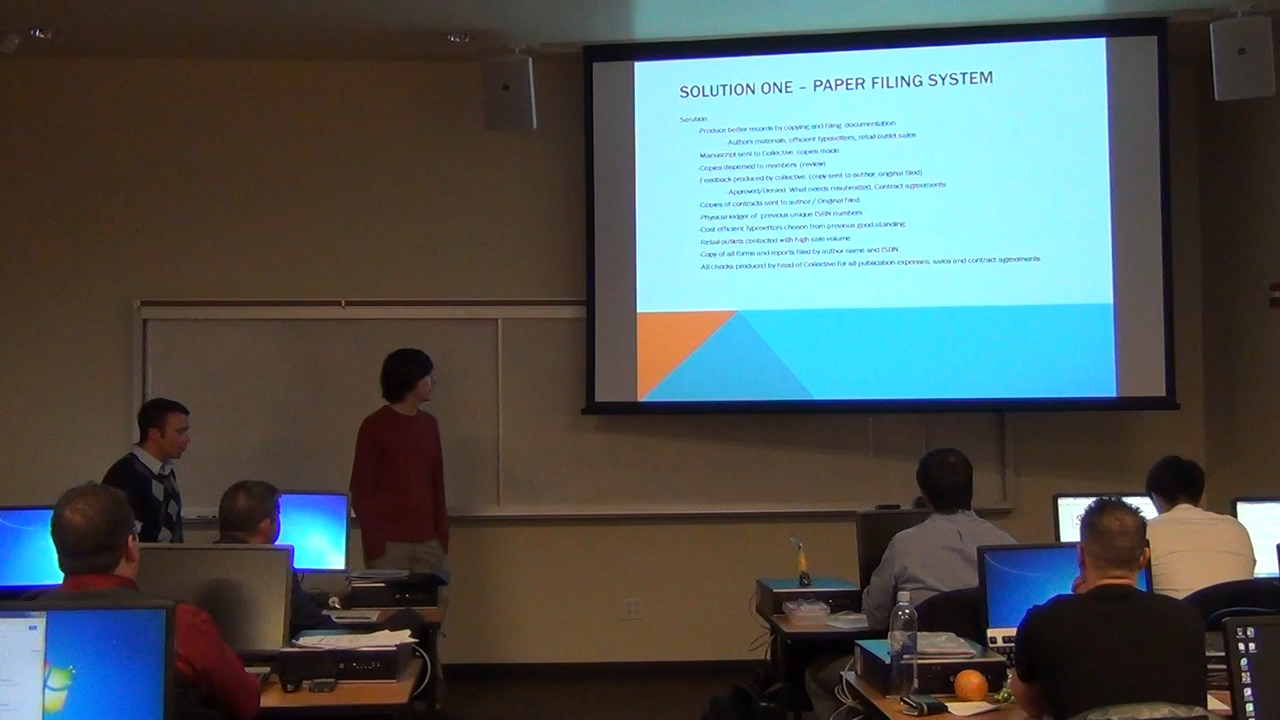 SOLUTION ONE – PAPER FILING SYSTEM
Solution:
-Produce better records by copying and filing documentation
-Authors materials, efficient typesetters, retail outlet sales
Manuscript sent to Collective, copies made.
-Copies dispersed to members (review)
-Feedback produced by collective. (copy sent to author, original filed)
-Approved/Denied. What needs resubmitted, Contract agreements
-Copies of contracts sent to author / Original filed
-Physical ledger of previous unique ISBN numbers
-Cost efficient Typesetters chosen from previous good standing
-Retail outlets contacted with high sale volume
-Copy of all forms and reports filed by author name and ISBN
All checks produced by head of Collective for all publication expenses, sales and contract agreements